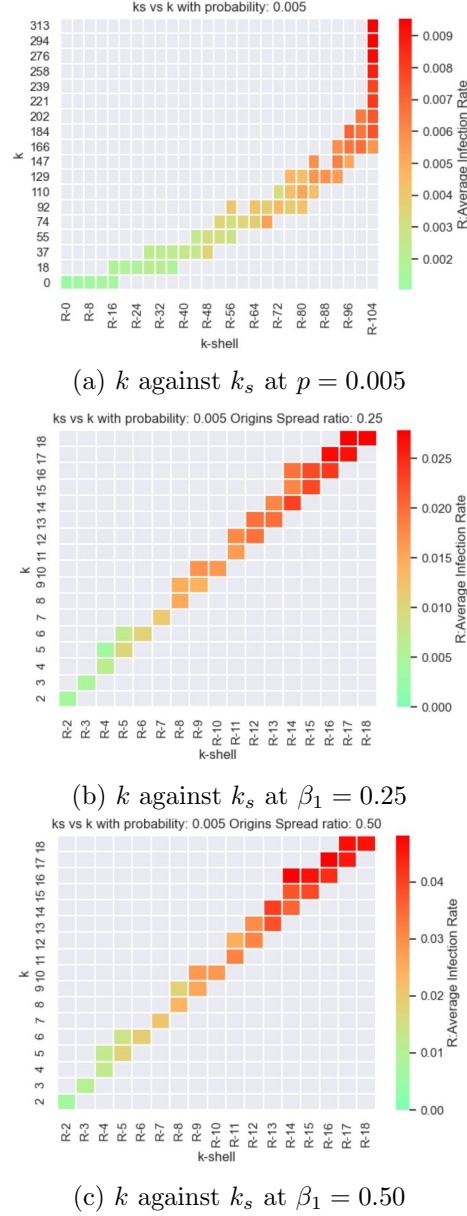 ks vs k with probability: 0.005
313
294
276
258
239
221
202
184
166
147
129
110
92
74
55
37
18
0
k
R-0
R-8
R-16
R-24
R-32
R-40
R-48
R-56
R-64
R-72
R-80
R-88
R-96
R-104
k-shell
0.009
0.008
0.007
0.006
0.005
0.004
0.003
0.002
R:Average Infection Rate
(a) k against k_s at p = 0.005
ks vs k with probability: 0.005 Origins Spread ratio: 0.25
18
17
16
15
14
13
12
11
10
9
8
7
6
5
4
3
2
k
R-2
R-3
R-4
R-5
R-6
R-7
R-8
R-9
R-10
R-11
R-12
R-13
R-14
R-15
R-16
R-17
R-18
k-shell
0.025
0.020
0.015
0.010
0.005
0.000
R:Average Infection Rate
(b) k against k_s at β₁ = 0.25
ks vs k with probability: 0.005 Origins Spread ratio: 0.50
18
17
16
15
14
13
12
11
10
9
8
7
6
5
4
3
2
k
R-2
R-3
R-4
R-5
R-6
R-7
R-8
R-9
R-10
R-11
R-12
R-13
R-14
R-15
R-16
R-17
R-18
k-shell
0.04
0.03
0.02
0.01
0.00
R:Average Infection Rate
(c) k against k_s at β₁ = 0.50